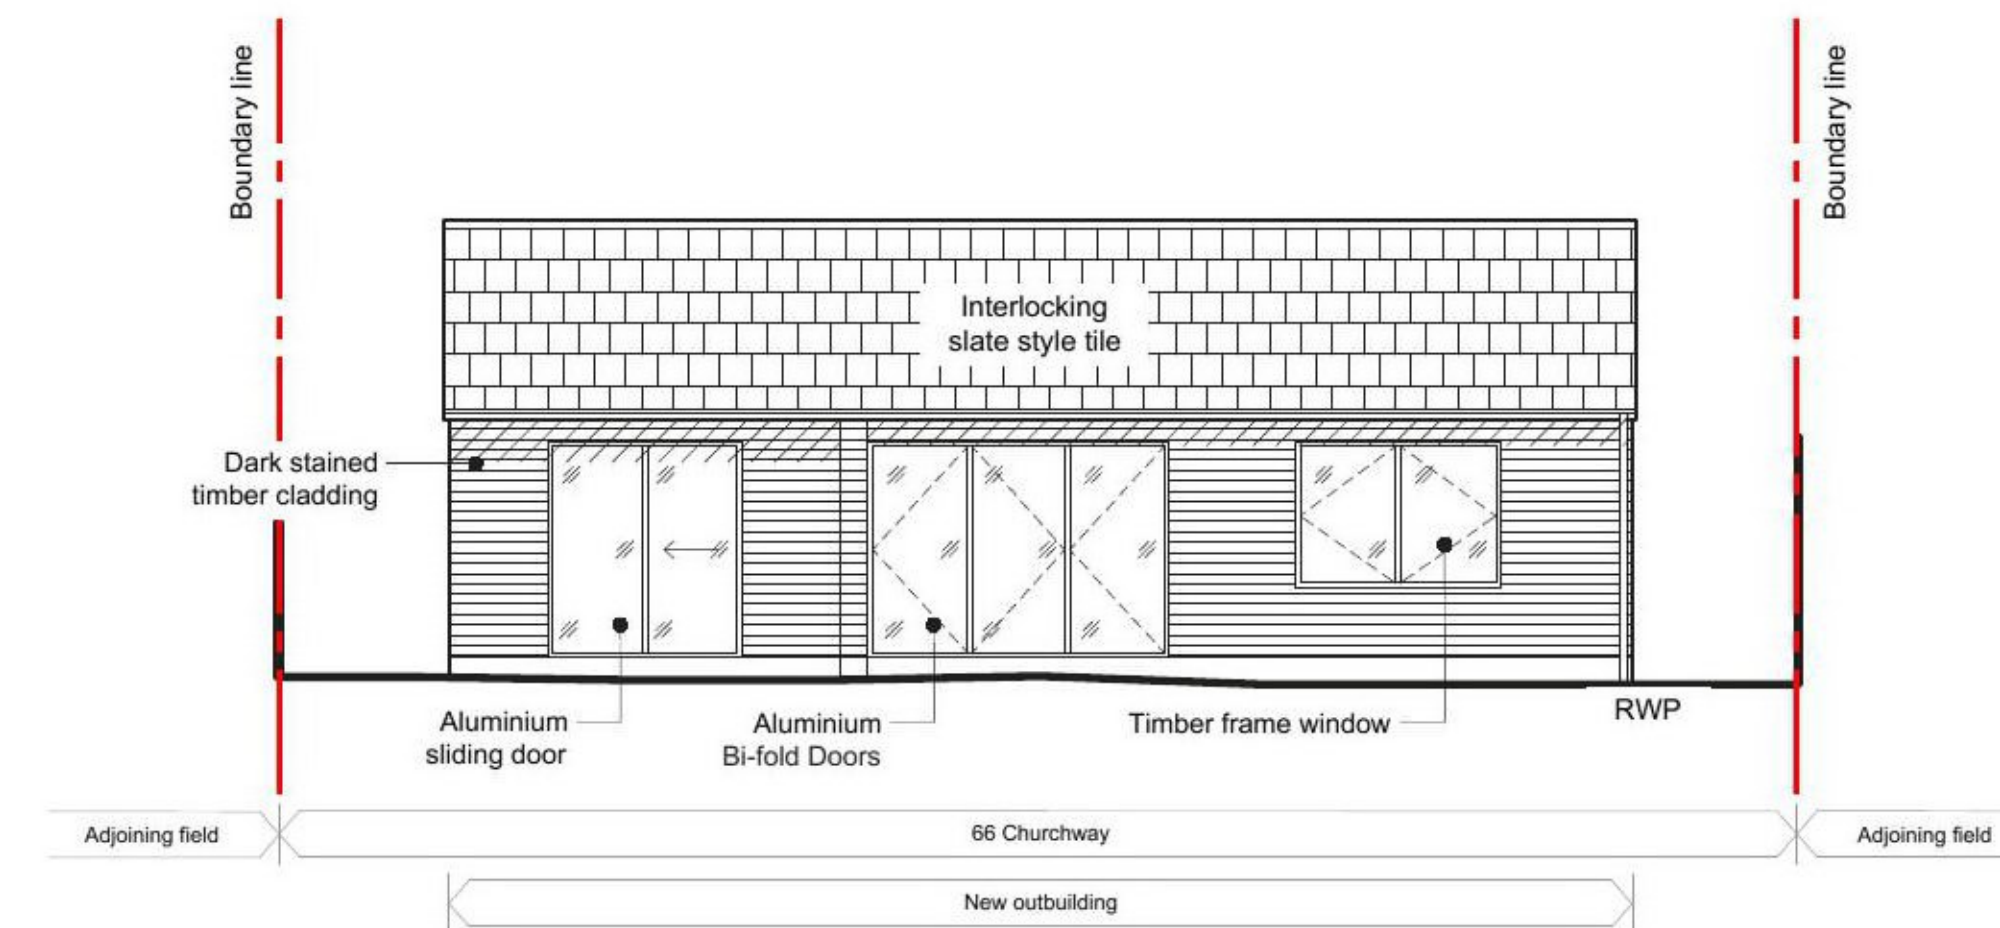 Boundary line
Boundary line
Interlocking
slate style tile
Dark stained
timber cladding
Aluminium
sliding door
Aluminium
Bi-fold Doors
Timber frame window
RWP
Adjoining field
66 Churchway
Adjoining field
New outbuilding